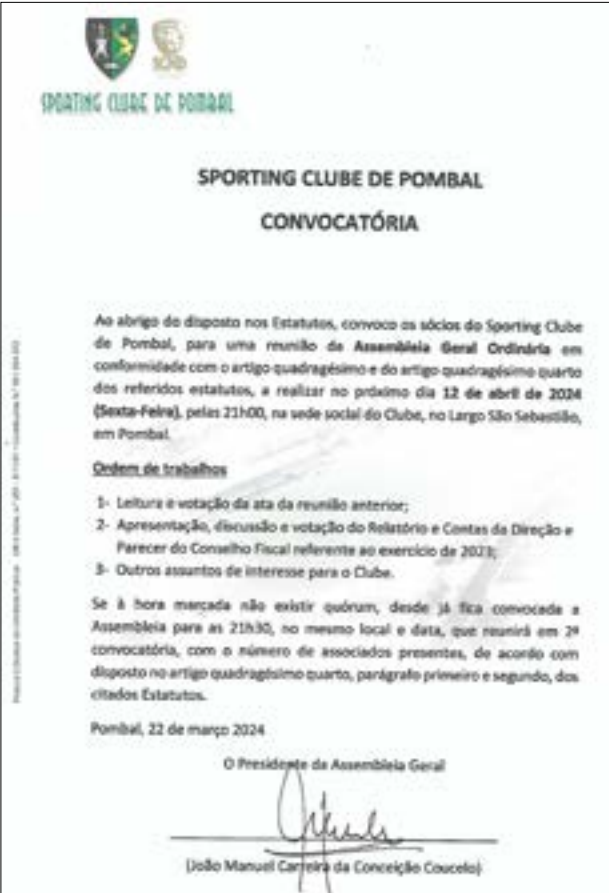 SPORTING CLUBE DE POMBAL
SPORTING CLUBE DE POMBAL
CONVOCATÓRIA
Ao abrigo do disposto nos Estatutos, convoco os sócios do Sporting Clube
de Pombal, para uma reunião de Assembleia Geral Ordinária em
conformidade com o artigo quadragésimo e do artigo quadragésimo quarto
dos referidos estatutos, a realizar no próximo dia 12 de abril de 2024
(Sexta-Feira), pelas 21h00, na sede social do Clube, no Largo São Sebastião,
em Pombal.
Ordem de trabalhos
1- Leitura e votação da ata da reunião anterior;
2- Apresentação, discussão e votação do Relatório e Contas da Direção e
Parecer do Conselho Fiscal referente ao exercício de 2023;
3- Outros assuntos de interesse para o Clube.
Se à hora marcada não existir quórum, desde já fica convocada a
Assembleia para as 21h30, no mesmo local e data, que reunirá em 2ª
convocatória, com o número de associados presentes, de acordo com
disposto no artigo quadragésimo quarto, parágrafo primeiro e segundo, dos
citados Estatutos.
Pombal, 22 de março 2024
O Presidente da Assembleia Geral
(João Manuel Carreira da Conceição Coucelo)